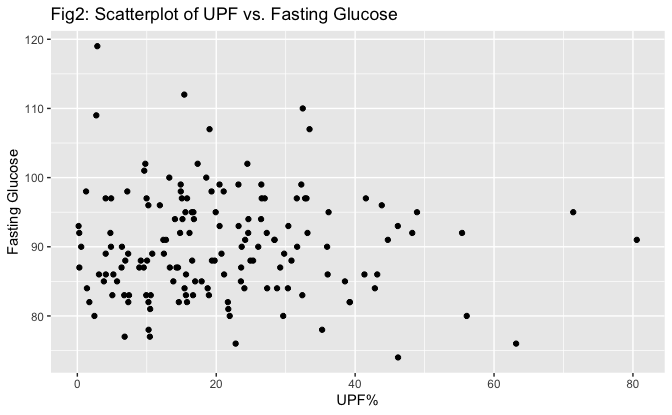 Fig2: Scatterplot of UPF vs. Fasting Glucose
120
110
100
90
80
Fasting Glucose
0 20 40 60 80
UPF%